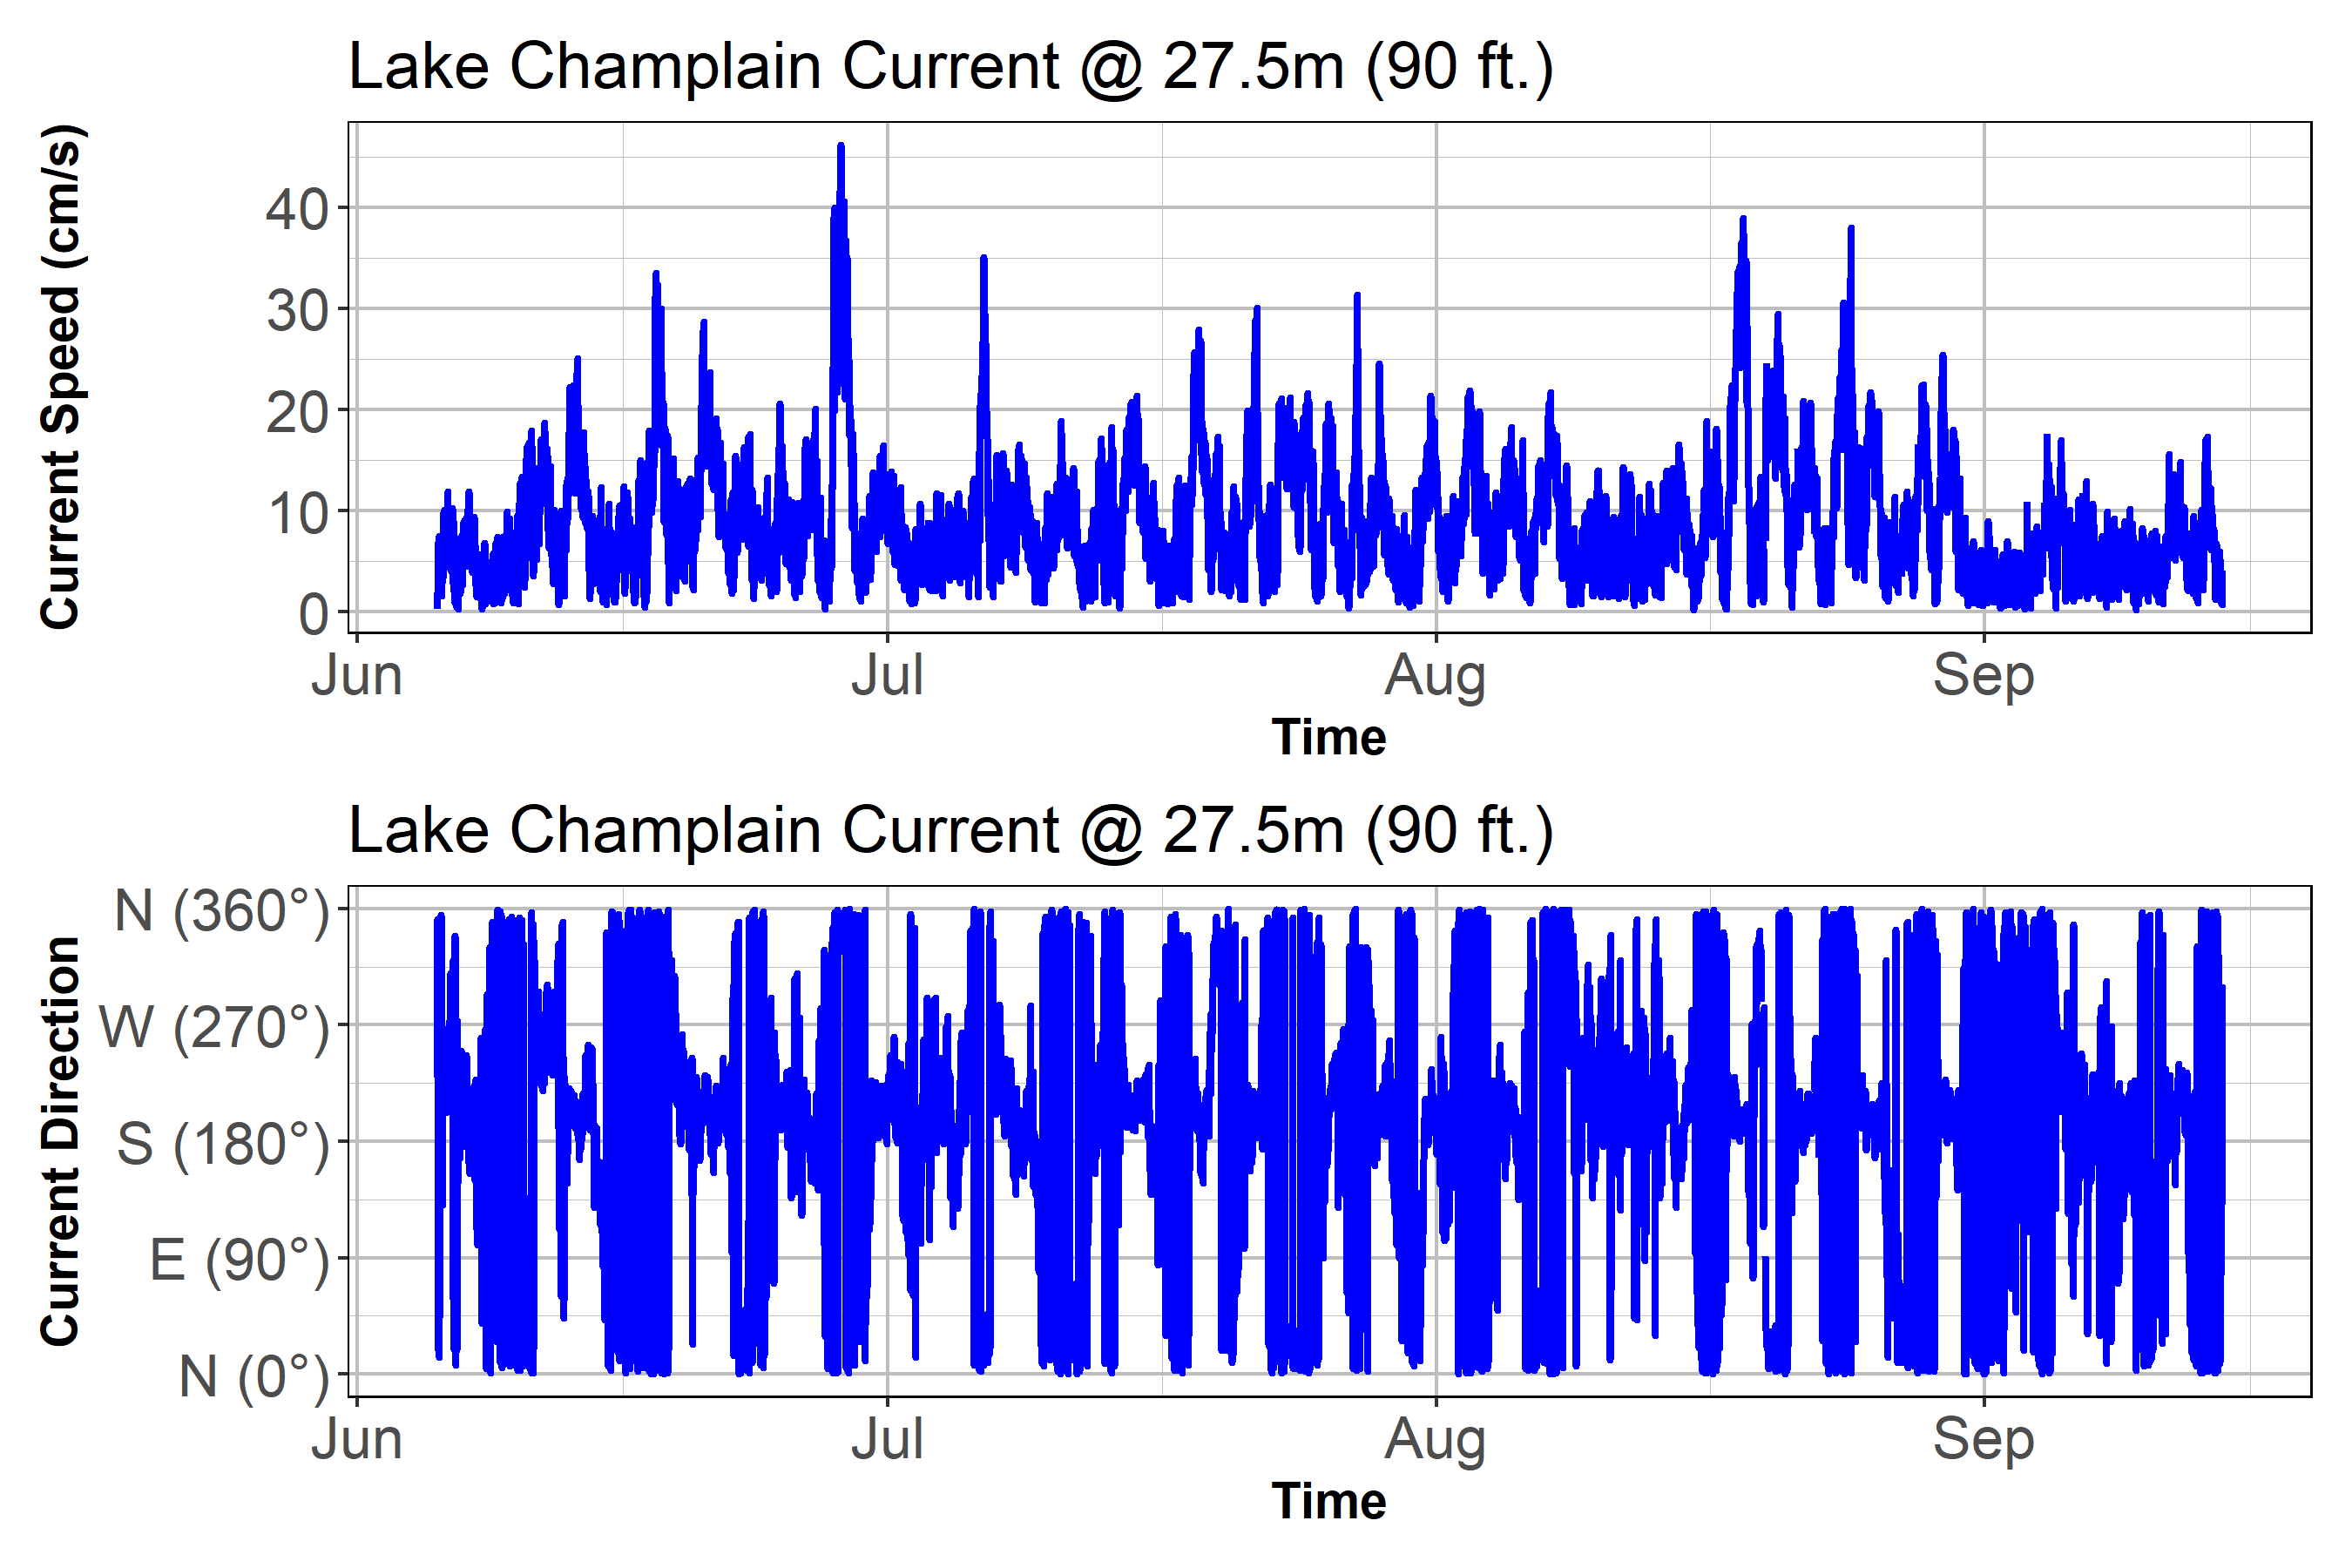 Lake Champlain Current @ 27.5m (90 ft.)
Current Speed (cm/s)
40
30
20
10
0
Jun Jul Aug Sep
Time
Lake Champlain Current @ 27.5m (90 ft.)
Current Direction
N (360°)
W (270°)
S (180°)
E (90°)
N (0°)
Jun Jul Aug Sep
Time